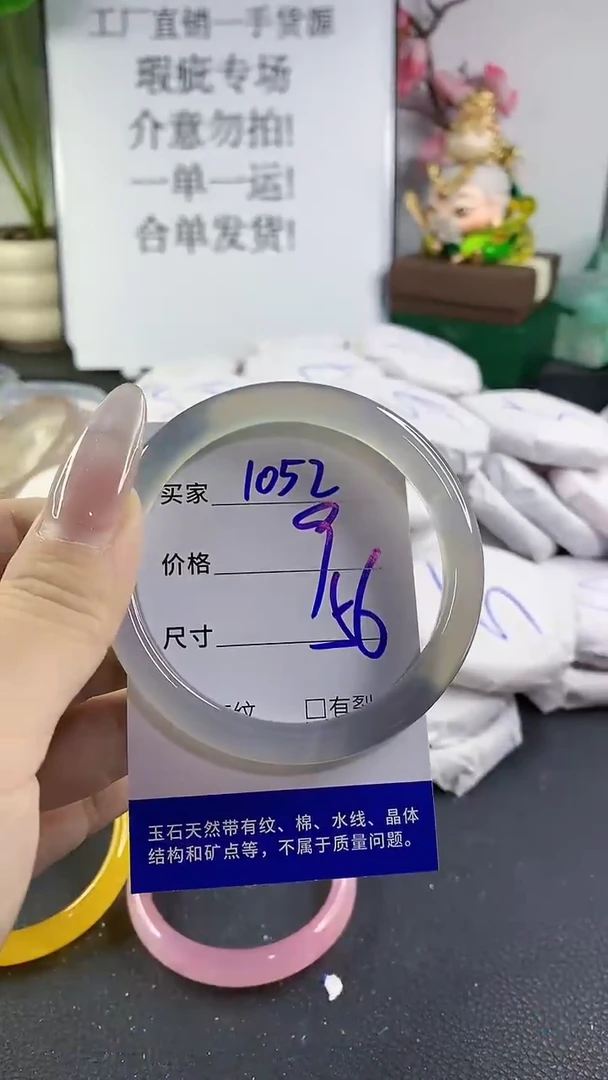 工厂直销一手货源
瑕疵专场
介意勿拍!
一单一运!
合单发货!
买家 1052
价格 9
尺寸 56
纹 □有裂
玉石天然带有纹、棉、水线、晶体
结构和矿点等，不属于质量问题。